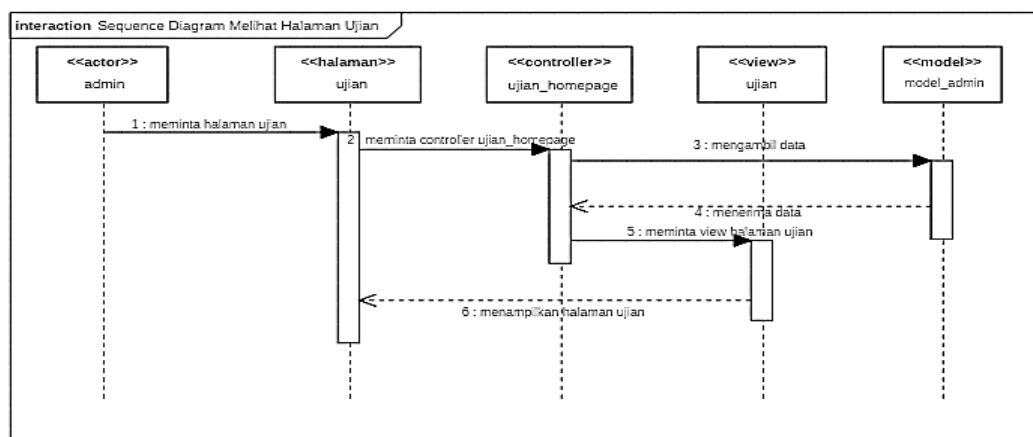 interaction Sequence Diagram Melihat Halaman Ujian
<<actor>>
admin
<<halaman>>
ujian
<<controller>>
ujian_homepage
<<view>>
ujian
<<model>>
model_admin
1 : meminta halaman ujian
2 meminta controller ujian_homepage
3 : mengambil data
4 : menerima data
5 : meminta view halaman ujian
6 : menampilkan halaman ujian